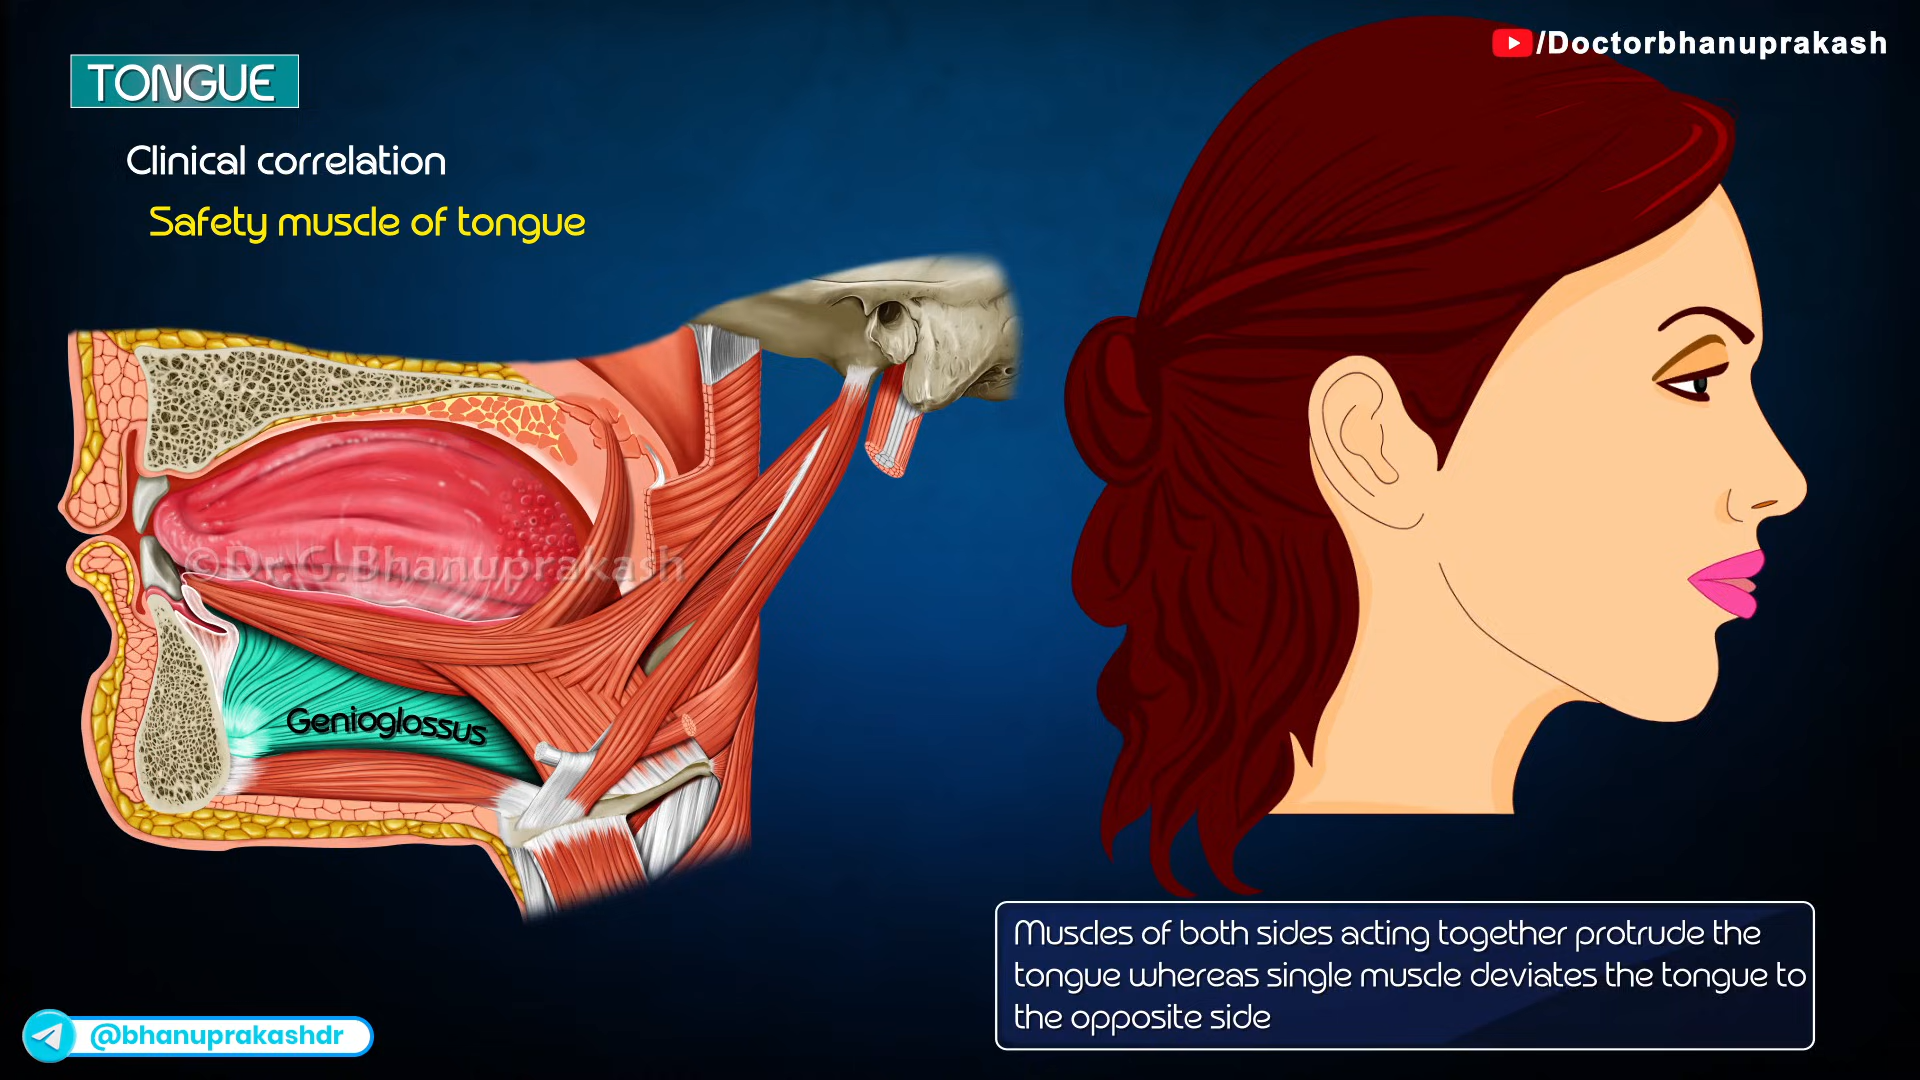 /Doctorbhanuprakash
TONGUE
Clinical correlation
Safety muscle of tongue
©Dr.G.Bhanuprakash
Genioglossus
Muscles of both sides acting together protrude the
tongue whereas single muscle deviates the tongue to
the opposite side
@bhanuprakashdr